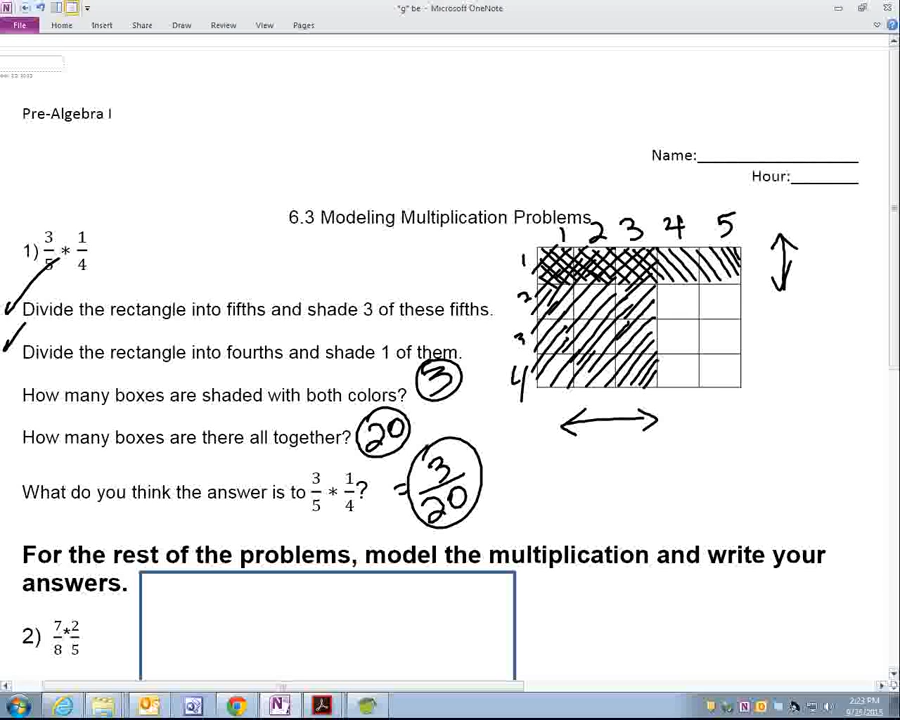 "g" be - Microsoft OneNote
File Home Insert Share Draw Review View Pages
Pre-Algebra I
Name:
Hour:
6.3 Modeling Multiplication Problems
1 2 3 4 5
1) 3/5 * 1/4
1
2
3
4
Divide the rectangle into fifths and shade 3 of these fifths.
Divide the rectangle into fourths and shade 1 of them.
How many boxes are shaded with both colors? 3
How many boxes are there all together? 20
What do you think the answer is to 3/5 * 1/4? = 3/20
For the rest of the problems, model the multiplication and write your
answers.
2) 7/8 * 2/5
2:23 PM